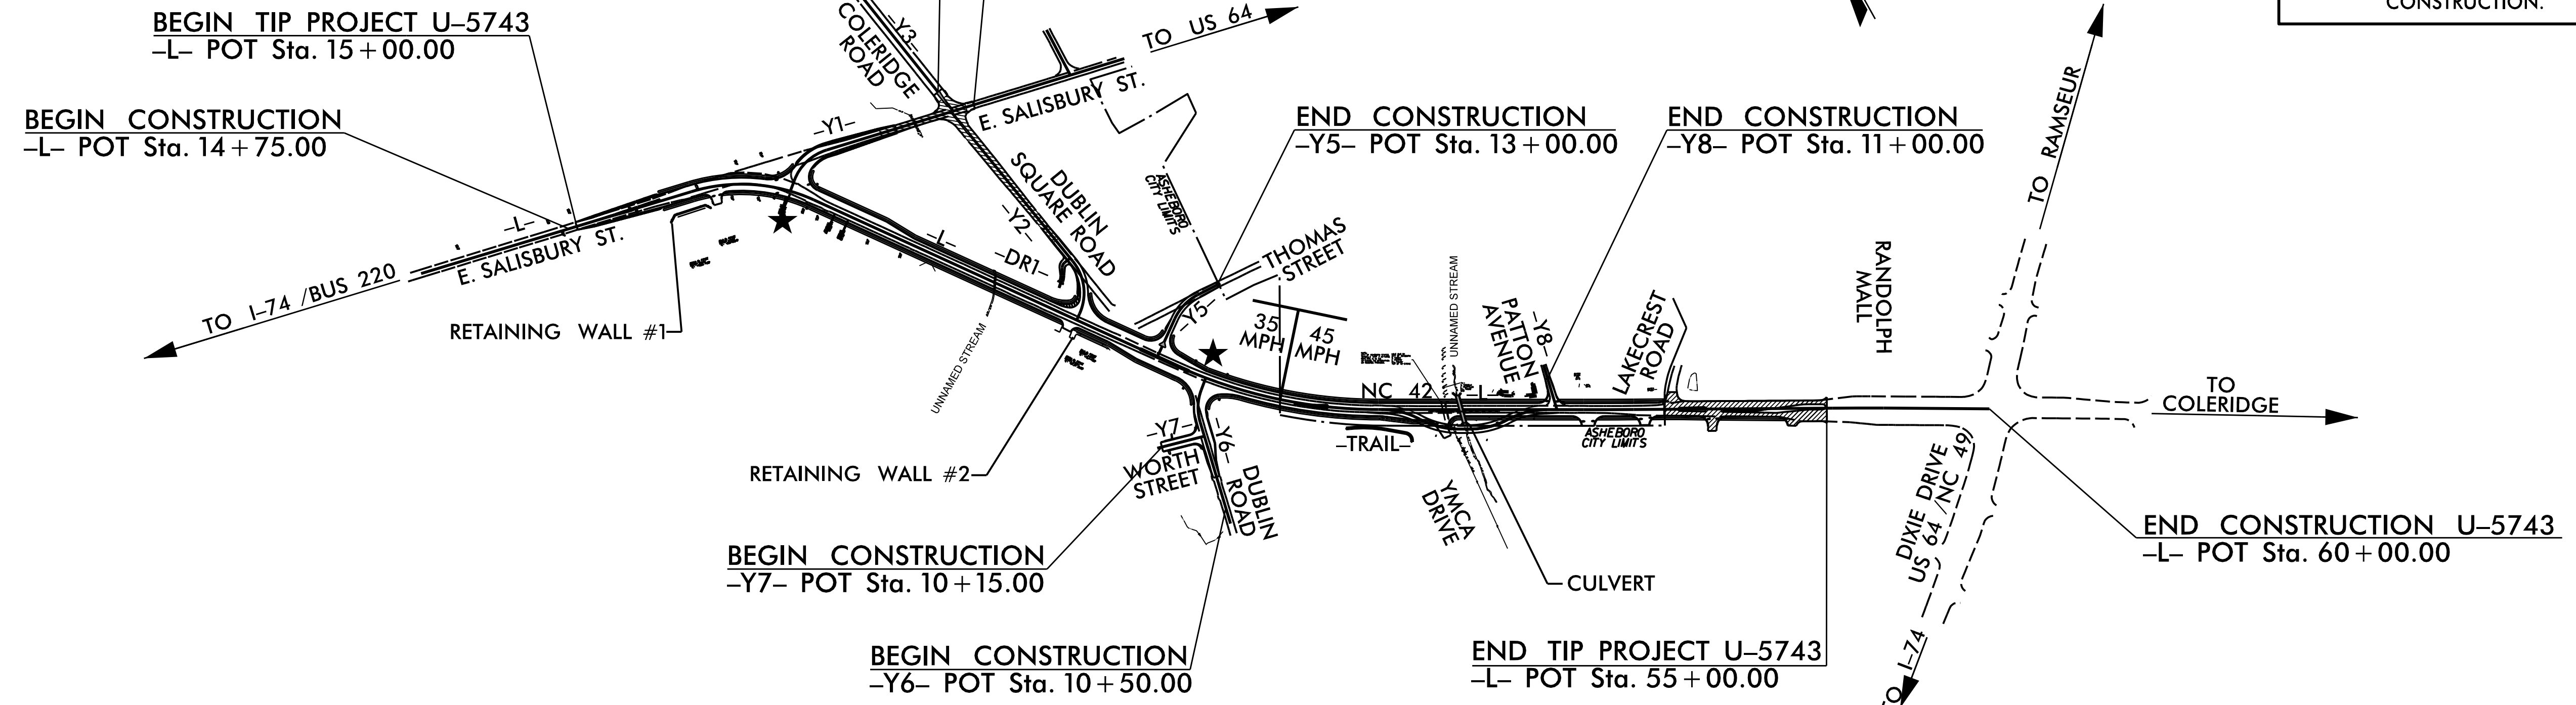 BEGIN TIP PROJECT U–5743
–L– POT Sta. 15+00.00
BEGIN CONSTRUCTION
–L– POT Sta. 14+75.00
–Y3–
COLERIDGE
ROAD
TO US 64
CONSTRUCTION.
–Y1–
E. SALISBURY ST.
END CONSTRUCTION
–Y5– POT Sta. 13+00.00
END CONSTRUCTION
–Y8– POT Sta. 11+00.00
TO RAMSEUR
DUBLIN
SQUARE ROAD
–Y2–
ASHEBORO
CITY LIMITS
–L–
E. SALISBURY ST.
TO I–74 /BUS 220
–L–
–DR1–
THOMAS
STREET
–Y5–
35
MPH
45
MPH
UNNAMED STREAM
PATTON
AVENUE
–Y8–
LAKECREST
ROAD
RANDOLPH
MALL
RETAINING WALL #1
UNNAMED STREAM
NC 42
–L–
TO
COLERIDGE
–Y7–
–Y6–
–TRAIL–
ASHEBORO
CITY LIMITS
RETAINING WALL #2
WORTH
STREET
DUBLIN
ROAD
YMCA
DRIVE
DIXIE DRIVE
US 64 /NC 49
END CONSTRUCTION U–5743
–L– POT Sta. 60+00.00
BEGIN CONSTRUCTION
–Y7– POT Sta. 10+15.00
CULVERT
BEGIN CONSTRUCTION
–Y6– POT Sta. 10+50.00
END TIP PROJECT U–5743
–L– POT Sta. 55+00.00
I–74